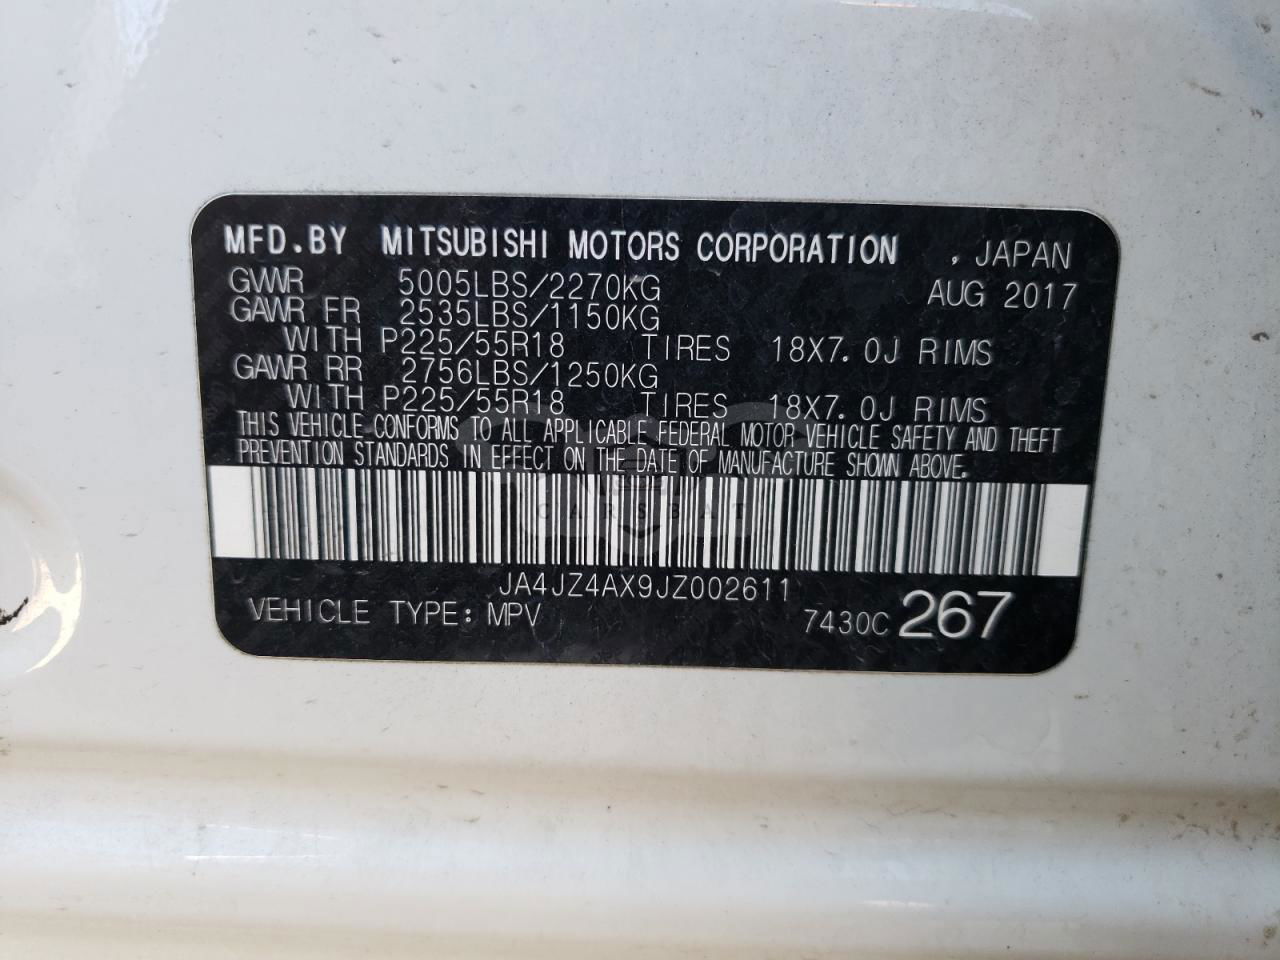 MFD.BY MITSUBISHI MOTORS CORPORATION , JAPAN
GVWR 5005LBS/2270KG AUG 2017
GAWR FR 2535LBS/1150KG
WITH P225/55R18 TIRES 18X7.0J RIMS
GAWR RR 2756LBS/1250KG
WITH P225/55R18 TIRES 18X7.0J RIMS
THIS VEHICLE CONFORMS TO ALL APPLICABLE FEDERAL MOTOR VEHICLE SAFETY AND THEFT
PREVENTION STANDARDS IN EFFECT ON THE DATE OF MANUFACTURE SHOWN ABOVE.
CARSBAT
JA4JZ4AX9JZ002611
VEHICLE TYPE: MPV 7430C 267